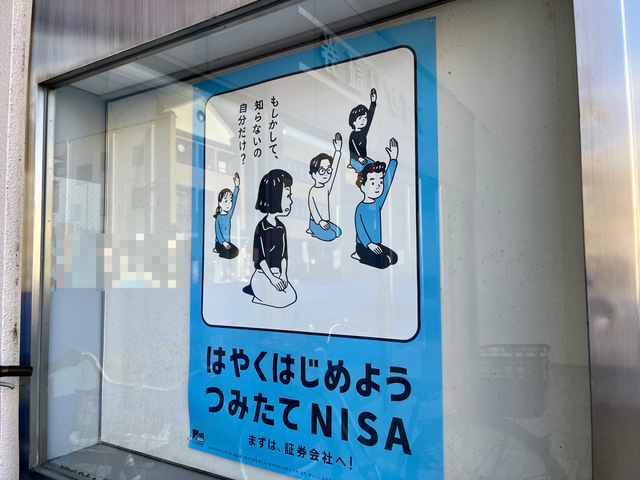 もしかして、
知らないの
自分だけ？
はやくはじめよう
つみたてNISA
まずは、証券会社へ！